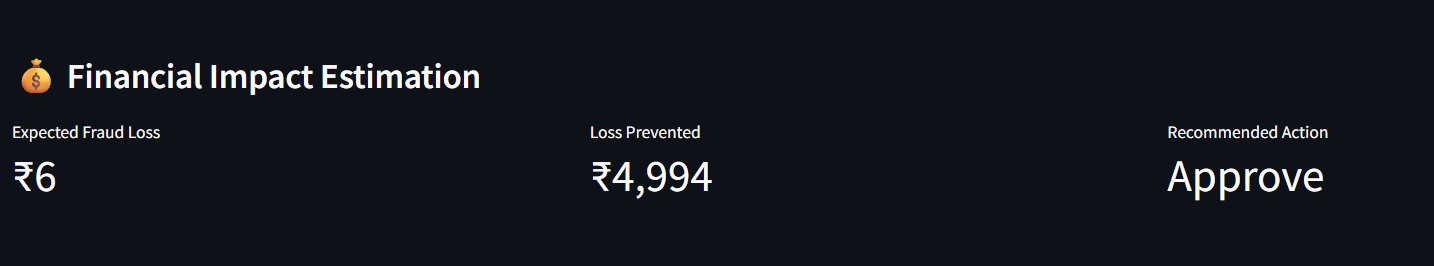 💰 Financial Impact Estimation
Expected Fraud Loss
₹6
Loss Prevented
₹4,994
Recommended Action
Approve